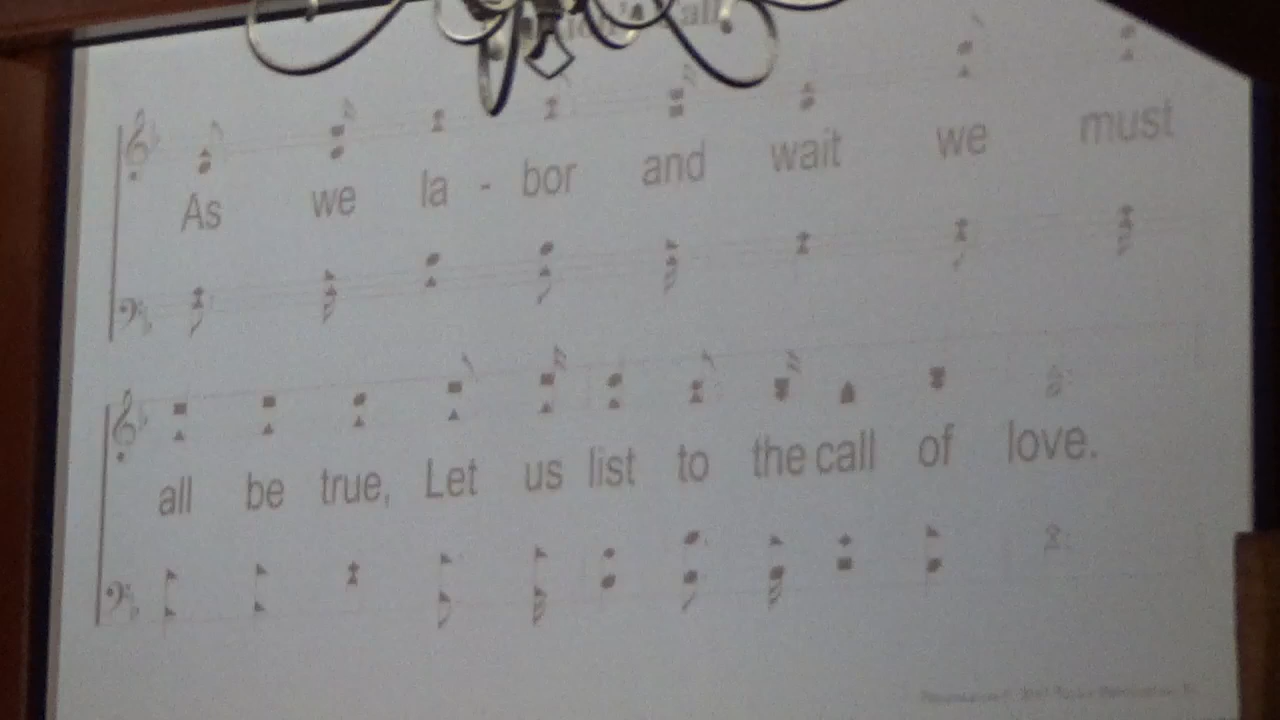 As we la - bor and wait we must
all be true, Let us list to the call of love.